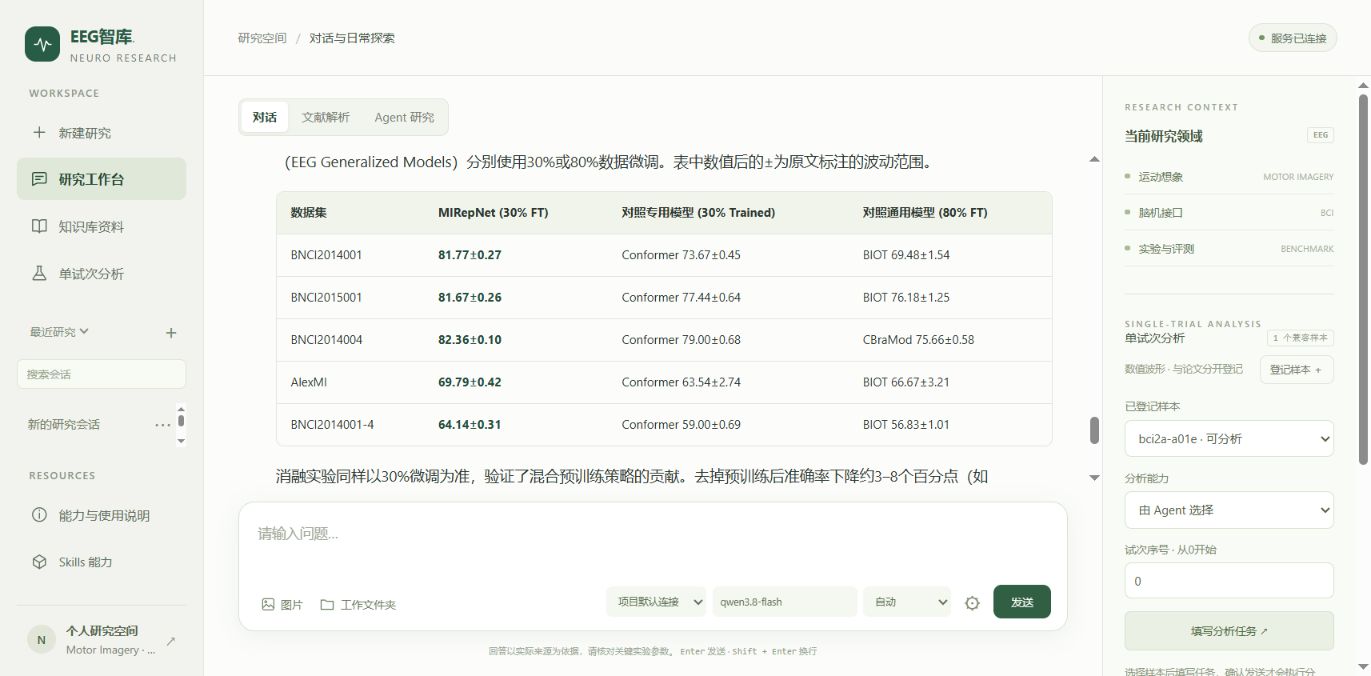 EEG智库.
NEURO RESEARCH
WORKSPACE
新建研究
研究工作台
知识库资料
单试次分析
最近研究
搜索会话
新的研究会话 ...
RESOURCES
能力与使用说明
Skills 能力
N
个人研究空间
Motor Imagery · ...
研究空间 / 对话与日常探索
服务已连接
对话 文献解析 Agent 研究
（EEG Generalized Models）分别使用30%或80%数据微调。表中数值后的±为原文标注的波动范围。
数据集 MIRepNet (30% FT) 对照专用模型 (30% Trained) 对照通用模型 (80% FT)
BNCI2014001 81.77±0.27 Conformer 73.67±0.45 BIOT 69.48±1.54
BNCI2015001 81.67±0.26 Conformer 77.44±0.64 BIOT 76.18±1.25
BNCI2014004 82.36±0.10 Conformer 79.00±0.68 CBraMod 75.66±0.58
AlexMI 69.79±0.42 Conformer 63.54±2.74 BIOT 66.67±3.21
BNCI2014001-4 64.14±0.31 Conformer 59.00±0.69 BIOT 56.83±1.01
消融实验同样以30%微调为准，验证了混合预训练策略的贡献。去掉预训练后准确率下降约3–8个百分点（如
请输入问题...
图片 工作文件夹 项目默认连接 qwen3.8-flash 自动 发送
回答以实际来源为依据，请核对关键实验参数。 Enter 发送 · Shift + Enter 换行
RESEARCH CONTEXT
当前研究领域 EEG
运动想象 MOTOR IMAGERY
脑机接口 BCI
实验与评测 BENCHMARK
SINGLE-TRIAL ANALYSIS
单试次分析 1 个兼容样本
数值波形 · 与论文分开登记 登记样本 +
已登记样本
bci2a-a01e · 可分析
分析能力
由 Agent 选择
试次序号 · 从0开始
0
填写分析任务 ↗
选择样本后填写任务，确认发送才会执行分